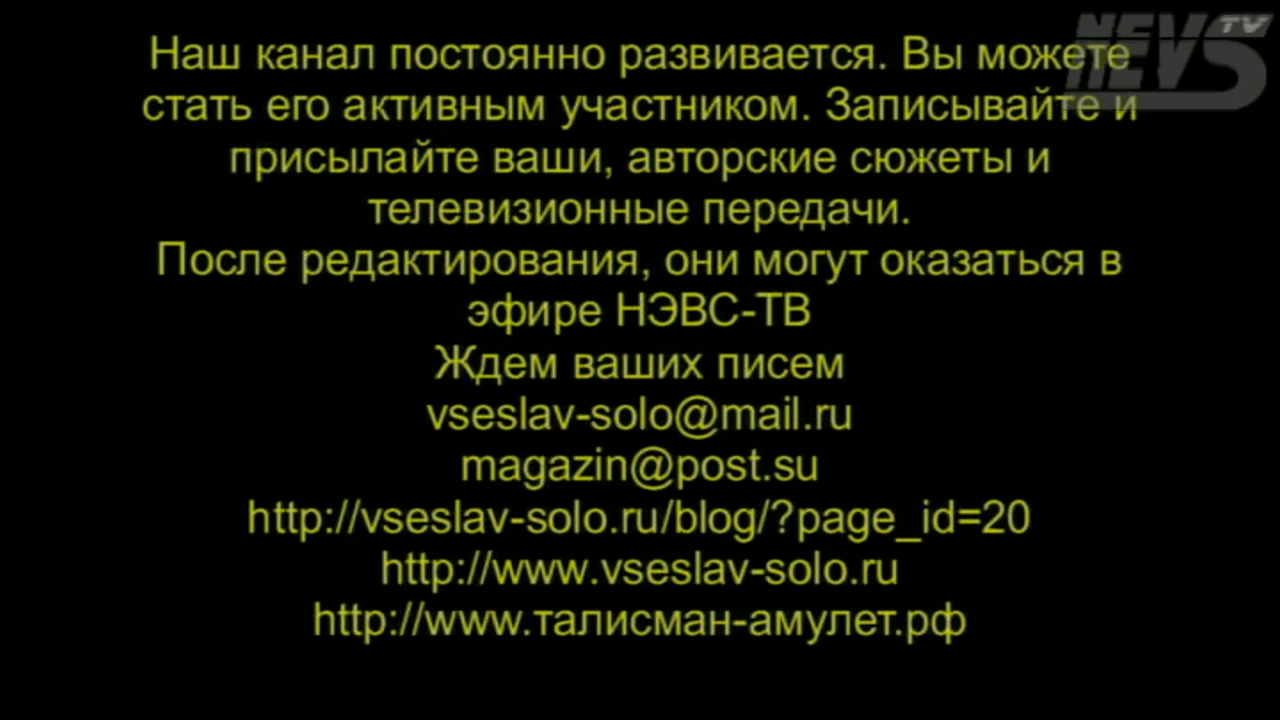 NEVS TV
Наш канал постоянно развивается. Вы можете
стать его активным участником. Записывайте и
присылайте ваши, авторские сюжеты и
телевизионные передачи.
После редактирования, они могут оказаться в
эфире НЭВС-ТВ
Ждем ваших писем
vseslav-solo@mail.ru
magazin@post.su
http://vseslav-solo.ru/blog/?page_id=20
http://www.vseslav-solo.ru
http://www.талисман-амулет.рф